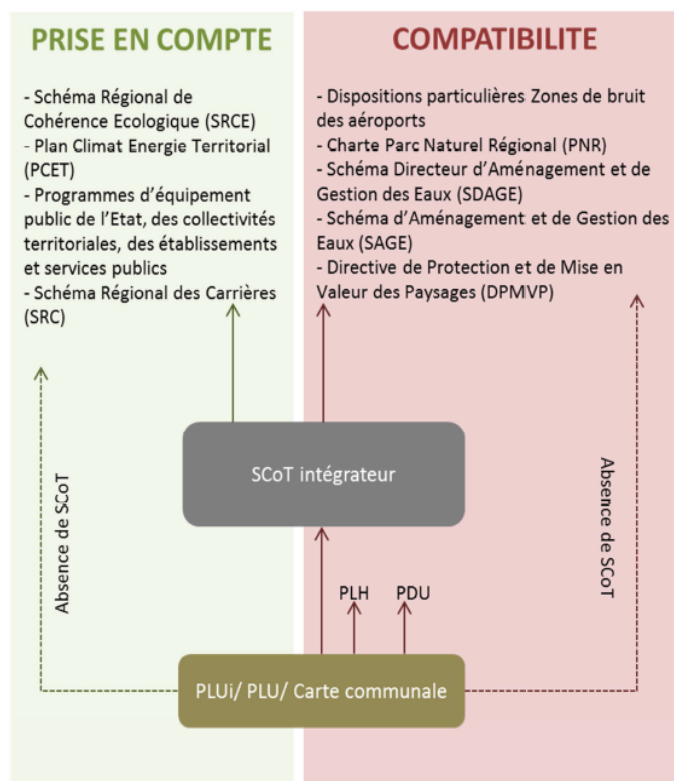 PRISE EN COMPTE
- Schéma Régional de
Cohérence Ecologique (SRCE)
- Plan Climat Energie Territorial
(PCET)
- Programmes d’équipement
public de l’Etat, des collectivités
territoriales, des établissements
et services publics
- Schéma Régional des Carrières
(SRC)
COMPATIBILITE
- Dispositions particulières Zones de bruit
des aéroports
- Charte Parc Naturel Régional (PNR)
- Schéma Directeur d’Aménagement et de
Gestion des Eaux (SDAGE)
- Schéma d’Aménagement et de Gestion des
Eaux (SAGE)
- Directive de Protection et de Mise en
Valeur des Paysages (DPMVP)
SCoT intégrateur
Absence de SCoT
Absence de SCoT
PLH
PDU
PLUi/ PLU/ Carte communale